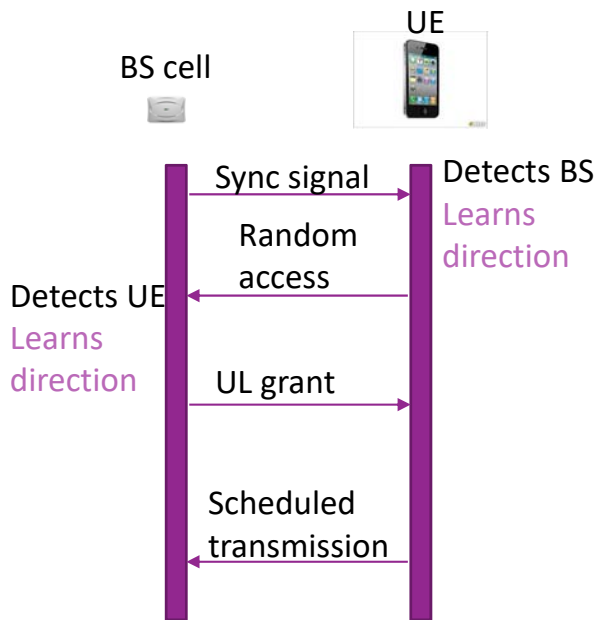 UE
BS cell
Sync signal
Detects BS
Learns
direction
Random
access
Detects UE
Learns
direction
UL grant
Scheduled
transmission